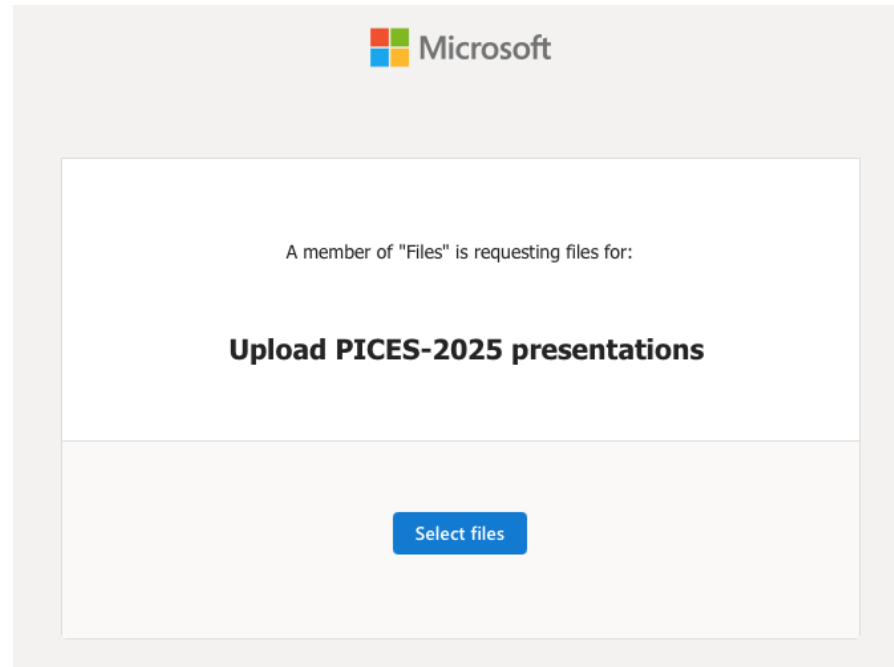 Microsoft
A member of "Files" is requesting files for:
Upload PICES-2025 presentations
Select files